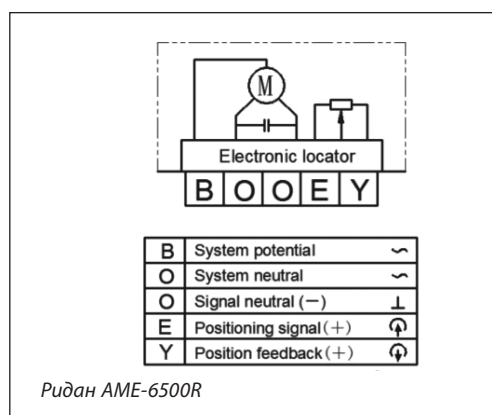 M
Electronic locator
B O O E Y
B System potential ~
O System neutral ~
O Signal neutral (—) ⊥
E Positioning signal (+)
Y Position feedback (+)
Ридан AME-6500R